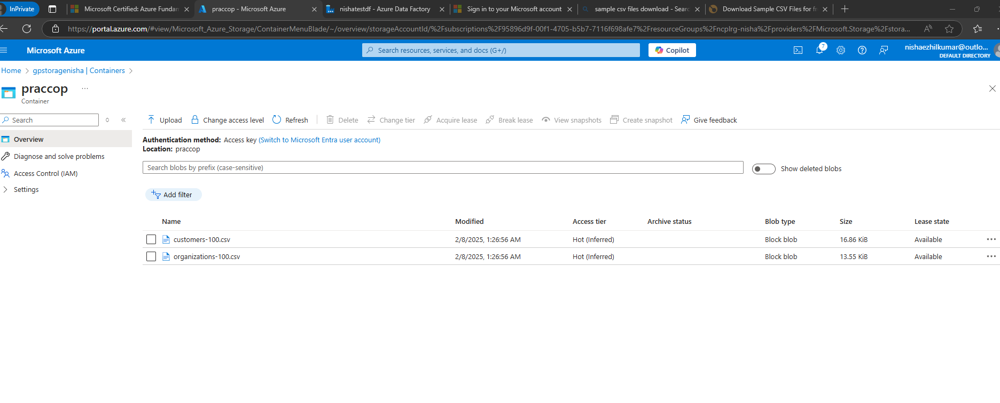 InPrivate
Microsoft Certified: Azure Fundan
praccop - Microsoft Azure
nishatestdf - Azure Data Factory
Sign in to your Microsoft account
sample csv files download - Searc
Download Sample CSV Files for fr
https://portal.azure.com/#view/Microsoft_Azure_Storage/ContainerMenuBlade/~/overview/storageAccountId/%2Fsubscriptions%2F95896d9f-00f1-4705-b5b7-7116f698afe7%2FresourceGroups%2Fncplrg-nisha%2Fproviders%2FMicrosoft.Storage%2Fstora...
Microsoft Azure
Search resources, services, and docs (G+/)
Copilot
7
nishaezhilkumar@outlo...
DEFAULT DIRECTORY
Home > gpstoragenisha | Containers >
praccop ...
Container
Search
Upload Change access level Refresh Delete Change tier Acquire lease Break lease View snapshots Create snapshot Give feedback
Overview
Diagnose and solve problems
Access Control (IAM)
Settings
Authentication method: Access key (Switch to Microsoft Entra user account)
Location: praccop
Search blobs by prefix (case-sensitive)
Show deleted blobs
Add filter
Name Modified Access tier Archive status Blob type Size Lease state
customers-100.csv 2/8/2025, 1:26:56 AM Hot (Inferred) Block blob 16.86 KiB Available ...
organizations-100.csv 2/8/2025, 1:26:56 AM Hot (Inferred) Block blob 13.55 KiB Available ...